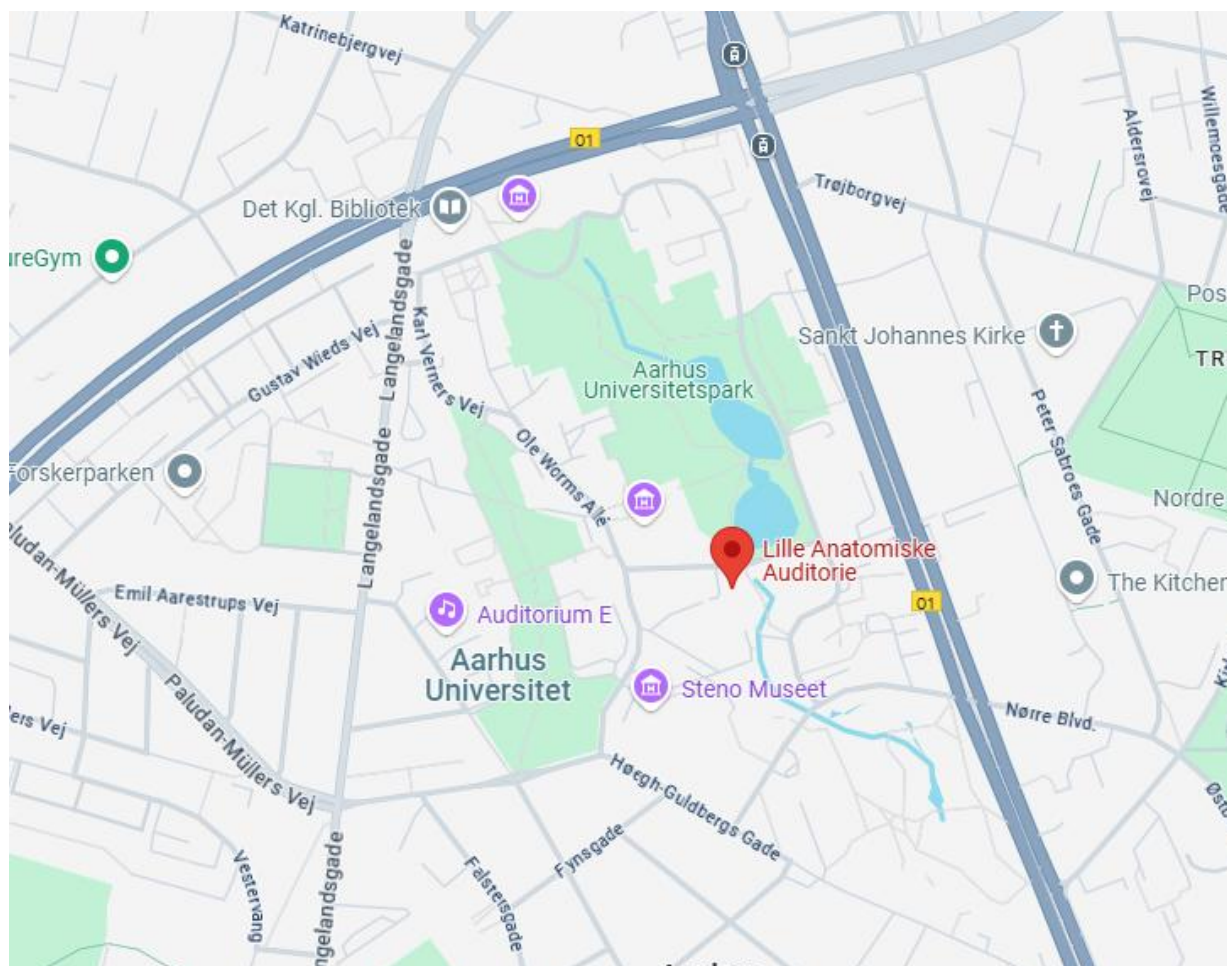 Katrinebjergvej
01
Willemoesgade
Aldersrovej
Trøjborgvej
Det Kgl. Bibliotek
ureGym
Langelandsgade
Karl Verners Vej
Gustav Wieds Vej
Pos
Sankt Johannes Kirke
TR
Aarhus
Universitetspark
Peter Sabroes Gade
Langelandsgade
Ole Worms Allé
Forskerparken
Nordre
Paludan-Müllers Vej
Lille Anatomiske
Auditorie
The Kitchen
Emil Aarestrups Vej
01
Auditorium E
Aarhus
Universitet
Steno Museet
Paludan-Müllers Vej
lers Vej
Nørre Blvd.
Høegh-Guldbergs Gade
Fynsgade
Falstersgade
Vestervang
angelandsgade